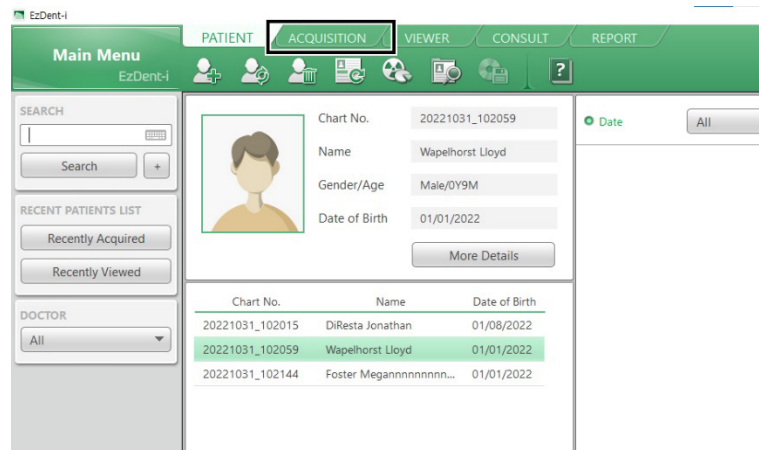 EzDent-i
Main Menu
EzDent-i
PATIENT ACQUISITION VIEWER CONSULT REPORT
?
SEARCH
Search +
RECENT PATIENTS LIST
Recently Acquired
Recently Viewed
DOCTOR
All
Chart No. 20221031_102059
Name Wapelhorst Lloyd
Gender/Age Male/0Y9M
Date of Birth 01/01/2022
More Details
Chart No. Name Date of Birth
20221031_102015 DiResta Jonathan 01/08/2022
20221031_102059 Wapelhorst Lloyd 01/01/2022
20221031_102144 Foster Megannnnnnnnn... 01/01/2022
Date All